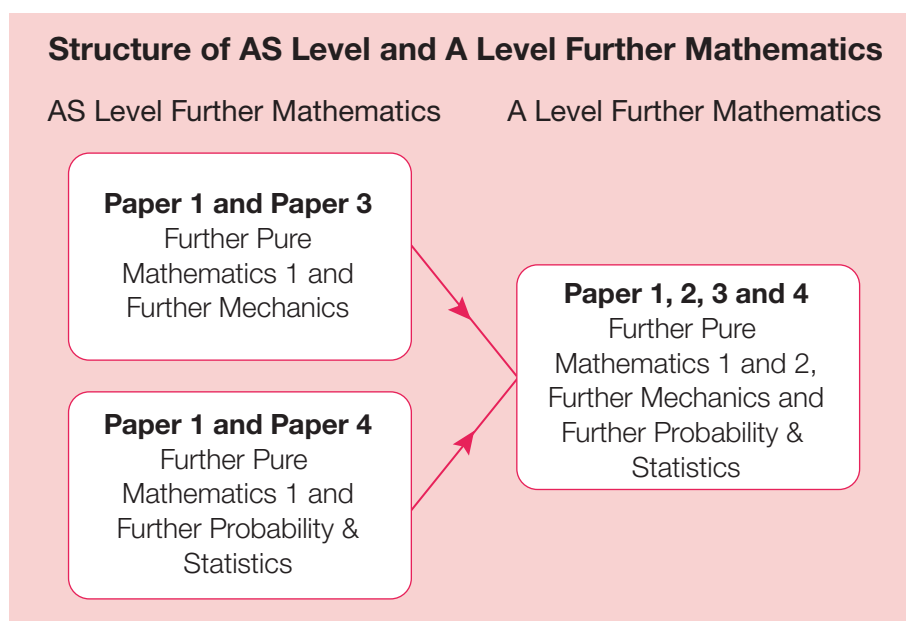 Structure of AS Level and A Level Further Mathematics
AS Level Further Mathematics
A Level Further Mathematics
Paper 1 and Paper 3
Further Pure
Mathematics 1 and
Further Mechanics
Paper 1 and Paper 4
Further Pure
Mathematics 1 and
Further Probability &
Statistics
Paper 1, 2, 3 and 4
Further Pure
Mathematics 1 and 2,
Further Mechanics and
Further Probability &
Statistics